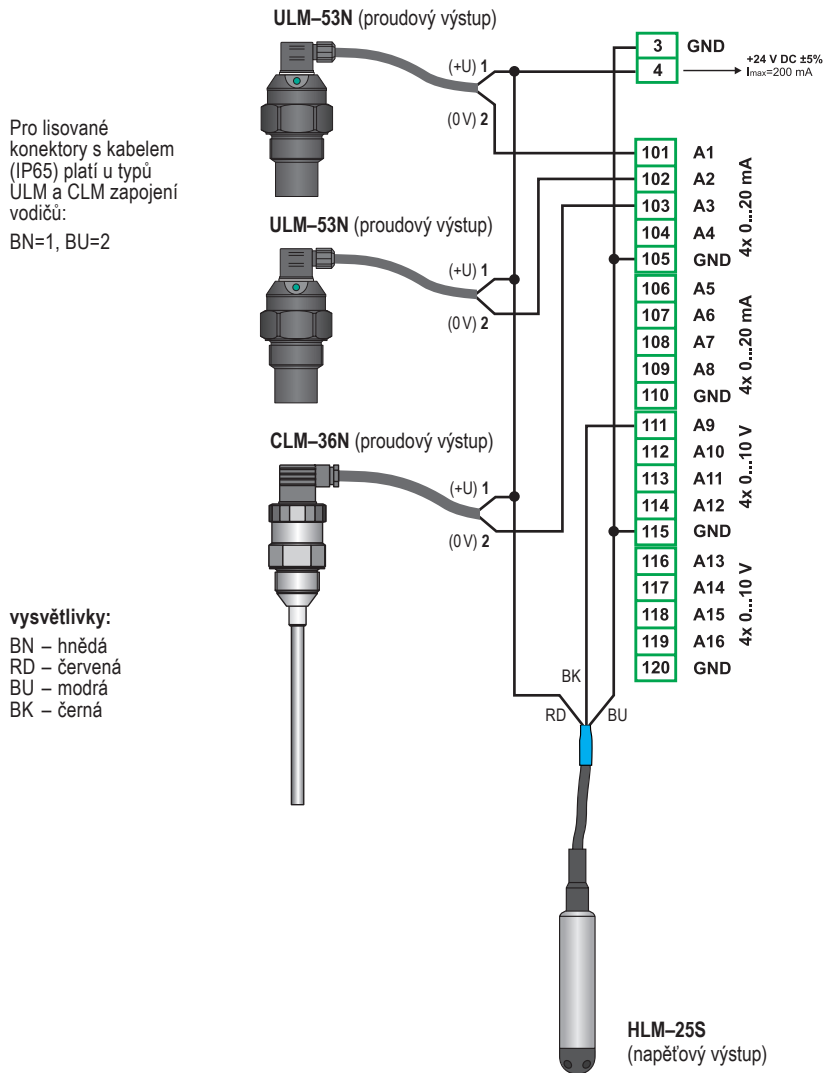 ULM–53N (proudový výstup)
(+U) 1
(0V) 2
3 GND
4
+24 V DC ±5%
Imax=200 mA
Pro lisované
konektory s kabelem
(IP65) platí u typů
ULM a CLM zapojení
vodičů:
BN=1, BU=2
101 A1
102 A2
103 A3
104 A4
105 GND
4x 0...20 mA
ULM–53N (proudový výstup)
(+U) 1
(0V) 2
106 A5
107 A6
108 A7
109 A8
110 GND
4x 0...20 mA
CLM–36N (proudový výstup)
(+U) 1
(0V) 2
111 A9
112 A10
113 A11
114 A12
115 GND
4x 0...10 V
116 A13
117 A14
118 A15
119 A16
120 GND
4x 0...10 V
vysvětlivky:
BN – hnědá
RD – červená
BU – modrá
BK – černá
BK
RD
BU
HLM–25S
(napěťový výstup)